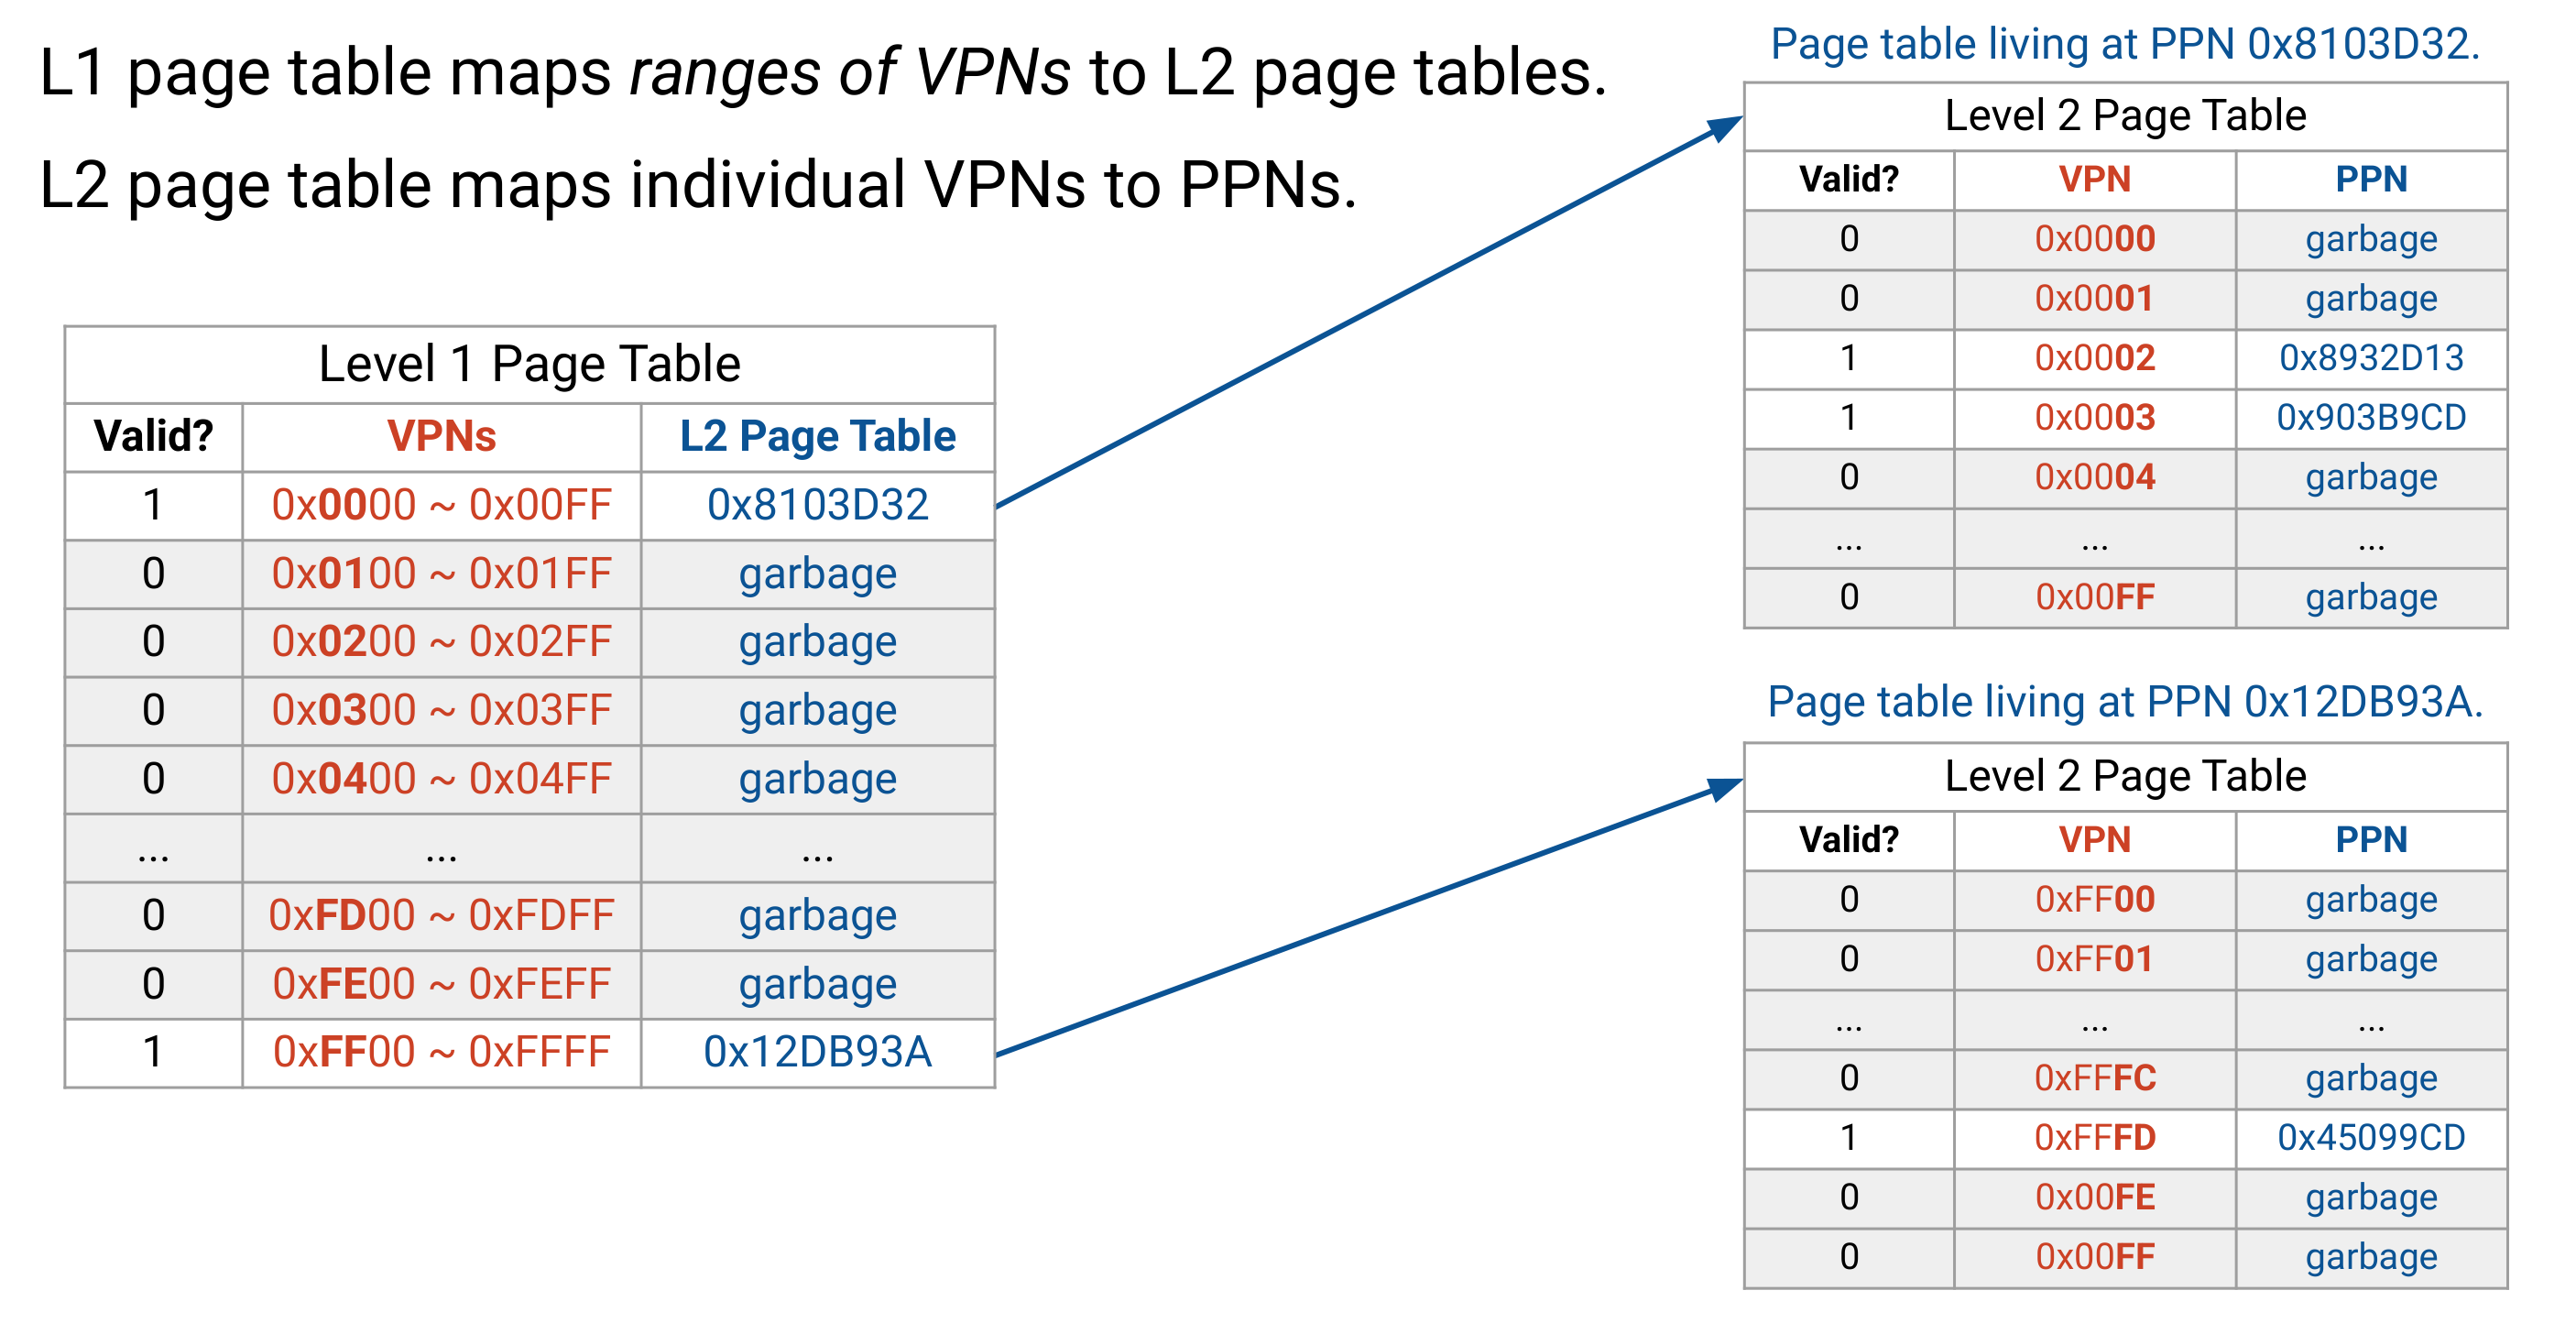 L1 page table maps ranges of VPNs to L2 page tables.
L2 page table maps individual VPNs to PPNs.
Level 1 Page Table
Valid? VPNs L2 Page Table
1 0x0000 ~ 0x00FF 0x8103D32
0 0x0100 ~ 0x01FF garbage
0 0x0200 ~ 0x02FF garbage
0 0x0300 ~ 0x03FF garbage
0 0x0400 ~ 0x04FF garbage
... ... ...
0 0xFD00 ~ 0xFDFF garbage
0 0xFE00 ~ 0xFEFF garbage
1 0xFF00 ~ 0xFFFF 0x12DB93A
Page table living at PPN 0x8103D32.
Level 2 Page Table
Valid? VPN PPN
0 0x0000 garbage
0 0x0001 garbage
1 0x0002 0x8932D13
1 0x0003 0x903B9CD
0 0x0004 garbage
... ... ...
0 0x00FF garbage
Page table living at PPN 0x12DB93A.
Level 2 Page Table
Valid? VPN PPN
0 0xFF00 garbage
0 0xFF01 garbage
... ... ...
0 0xFFFC garbage
1 0xFFFD 0x45099CD
0 0x00FE garbage
0 0x00FF garbage